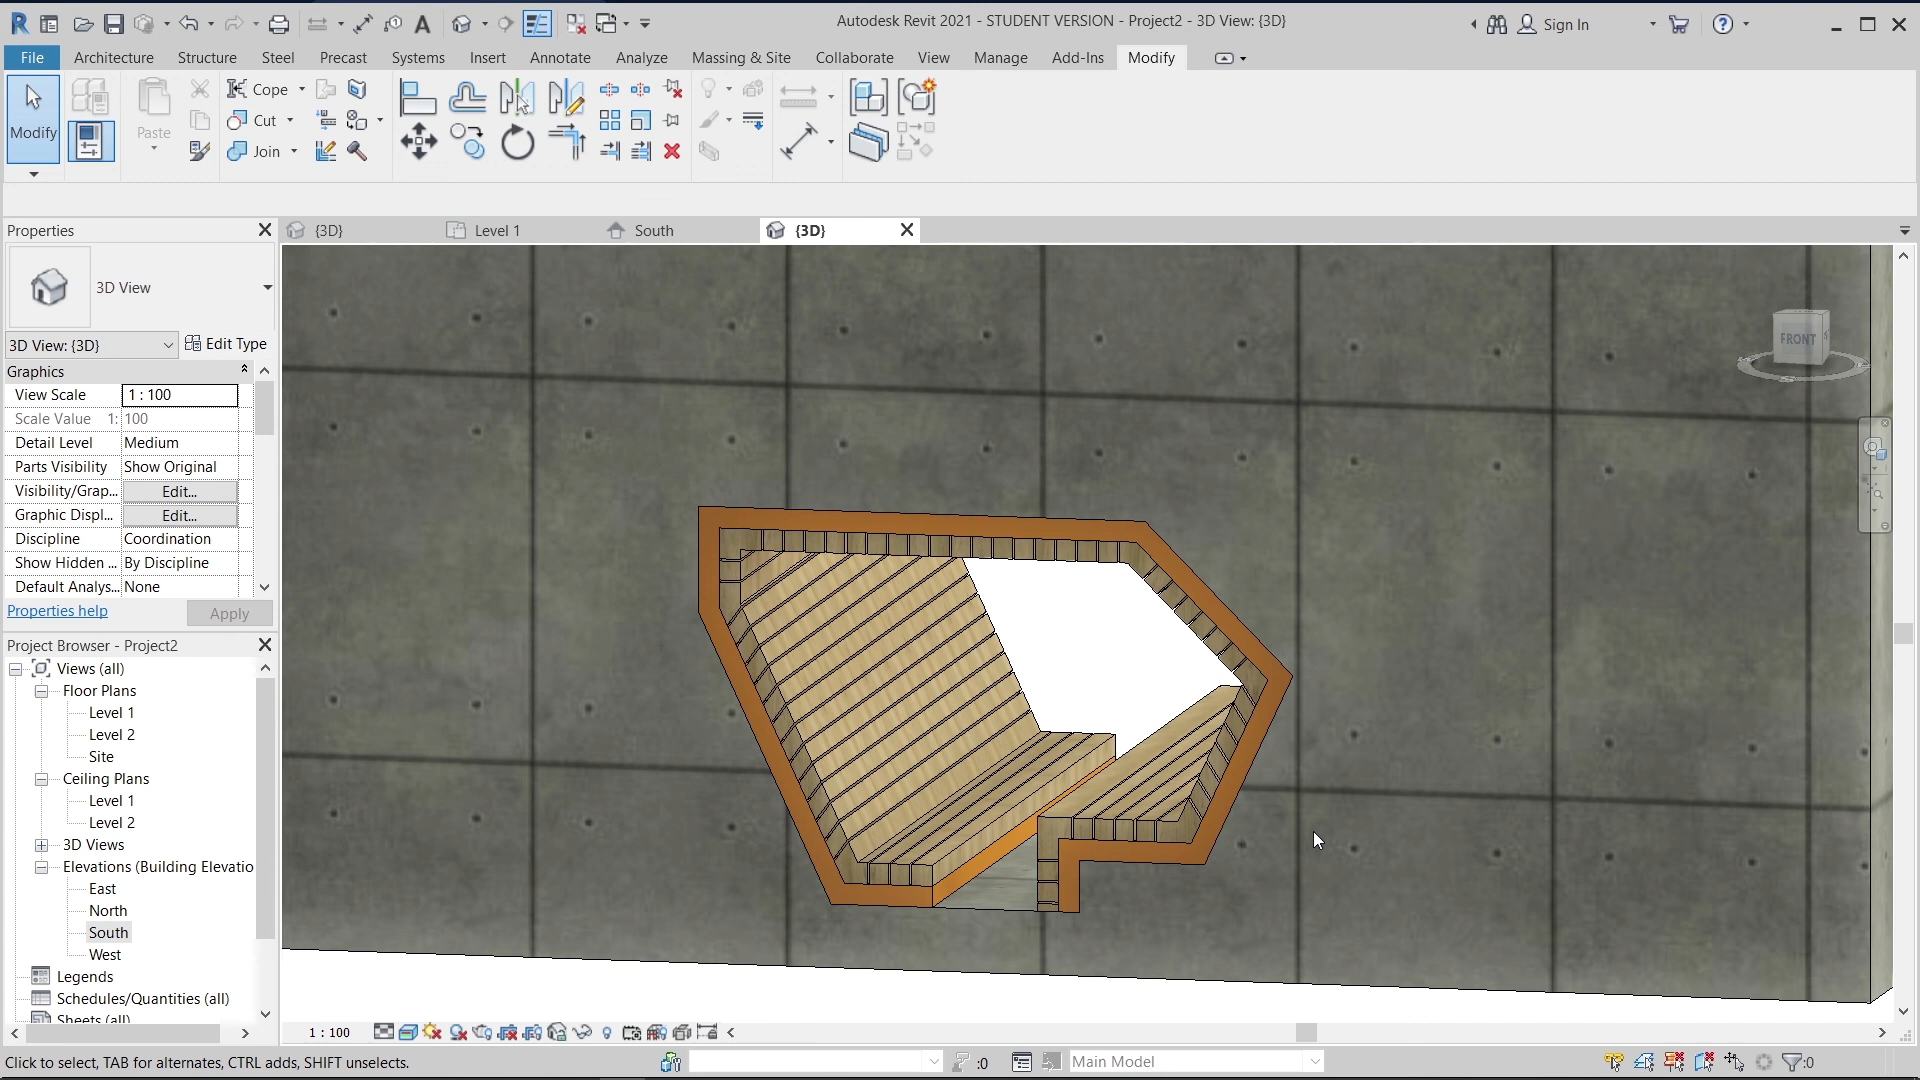 Autodesk Revit 2021 - STUDENT VERSION - Project2 - 3D View: {3D}
Sign In
File Architecture Structure Steel Precast Systems Insert Annotate Analyze Massing & Site Collaborate View Manage Add-Ins Modify
Modify
Paste
Cope
Cut
Join
Properties
{3D}
Level 1
South
{3D}
3D View
3D View: {3D}
Edit Type
Graphics
View Scale 1 : 100
Scale Value 1: 100
Detail Level Medium
Parts Visibility Show Original
Visibility/Grap... Edit...
Graphic Displ... Edit...
Discipline Coordination
Show Hidden ... By Discipline
Default Analys... None
Properties help
Apply
FRONT
Project Browser - Project2
Views (all)
Floor Plans
Level 1
Level 2
Site
Ceiling Plans
Level 1
Level 2
3D Views
Elevations (Building Elevatio
East
North
South
West
Legends
Schedules/Quantities (all)
Sheets (all)
1 : 100
Click to select, TAB for alternates, CTRL adds, SHIFT unselects.
:0
Main Model
:0